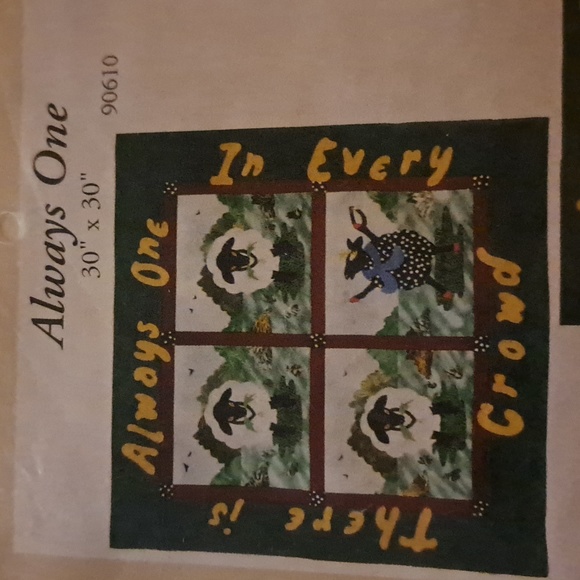 Always One
30" x 30"
90610
There is
Always One
In Every
Crowd